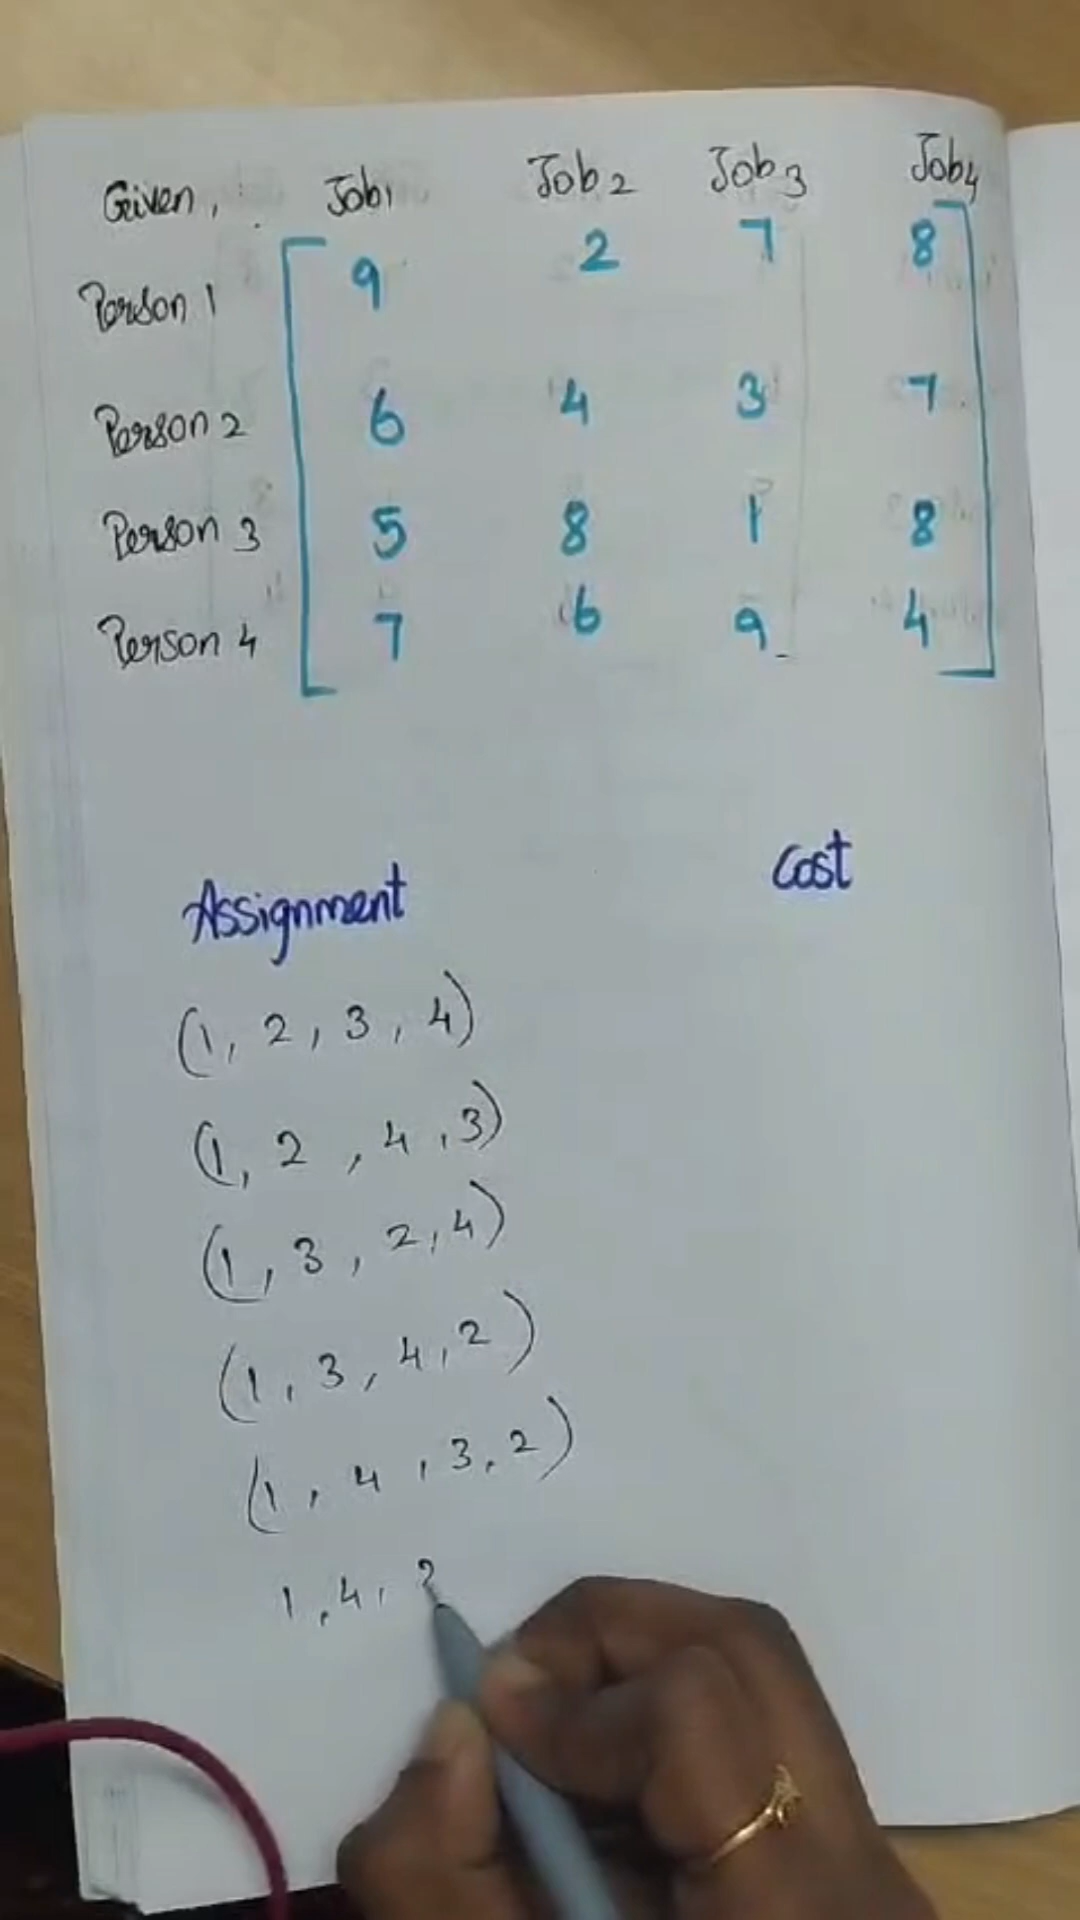 Given, Job1 Job2 Job3 Job4
Person 1 9 2 7 8
Person 2 6 4 3 7
Person 3 5 8 1 8
Person 4 7 6 9 4
Assignment Cost
(1, 2, 3, 4)
(1, 2, 4, 3)
(1, 3, 2, 4)
(1, 3, 4, 2)
(1, 4, 3, 2)
1, 4, 2